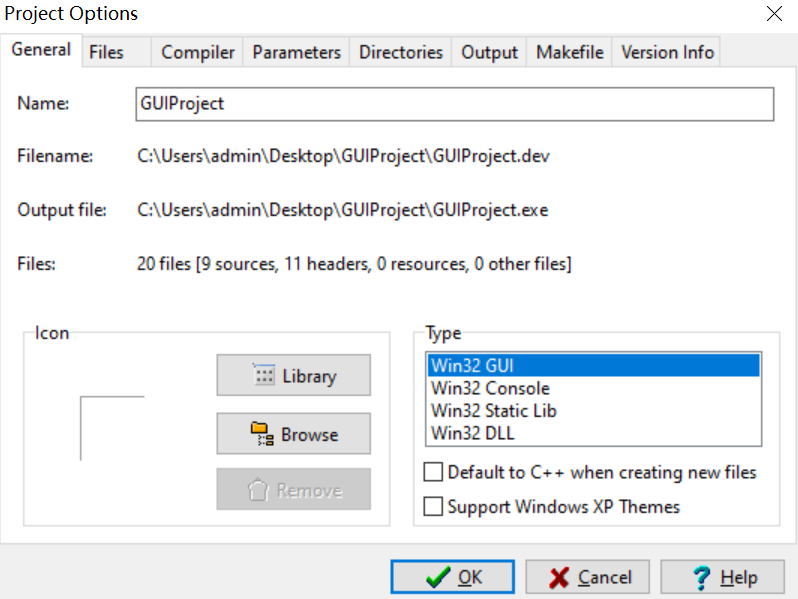 Project Options
General Files Compiler Parameters Directories Output Makefile Version Info
Name: GUIProject
Filename: C:\Users\admin\Desktop\GUIProject\GUIProject.dev
Output file: C:\Users\admin\Desktop\GUIProject\GUIProject.exe
Files: 20 files [9 sources, 11 headers, 0 resources, 0 other files]
Icon
Library
Browse
Remove
Type
Win32 GUI
Win32 Console
Win32 Static Lib
Win32 DLL
Default to C++ when creating new files
Support Windows XP Themes
OK Cancel Help